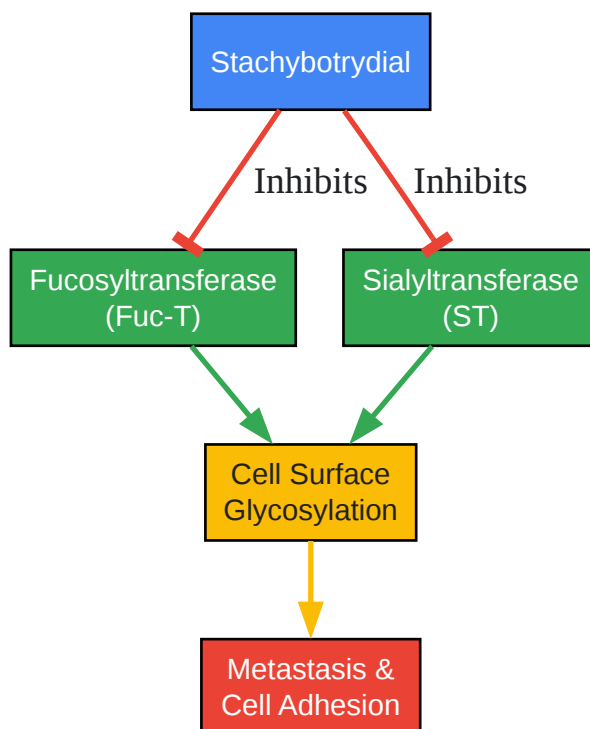 Stachybotrydial
Inhibits
Inhibits
Fucosyltransferase
(Fuc-T)
Sialyltransferase
(ST)
Cell Surface
Glycosylation
Metastasis &
Cell Adhesion